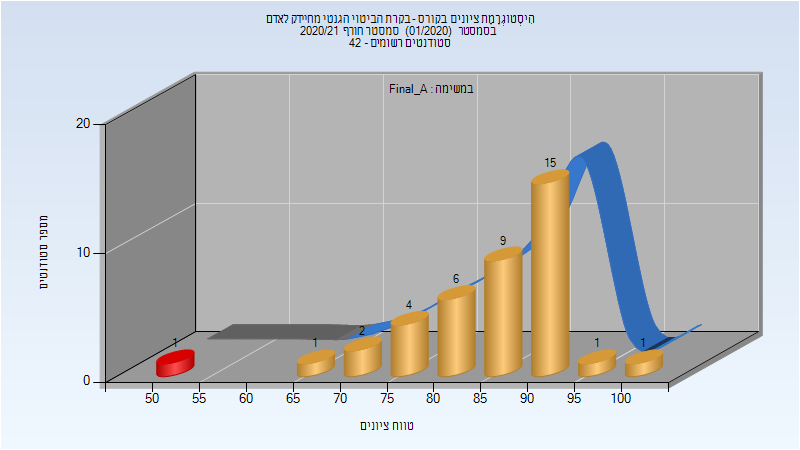 הִיסְטוֹגְרָמַת ציונים בקורס - בקרת הביטוי הגנטי מחיידק לאדם
בסמסטר (01/2020) סמסטר חורף 2020/21
סטודנטים רשומים - 42
במשימה : Final_A
מספר סטודנטים
20
10
0
1
1
2
4
6
9
15
1
1
50 55 60 65 70 75 80 85 90 95 100
טווח ציונים